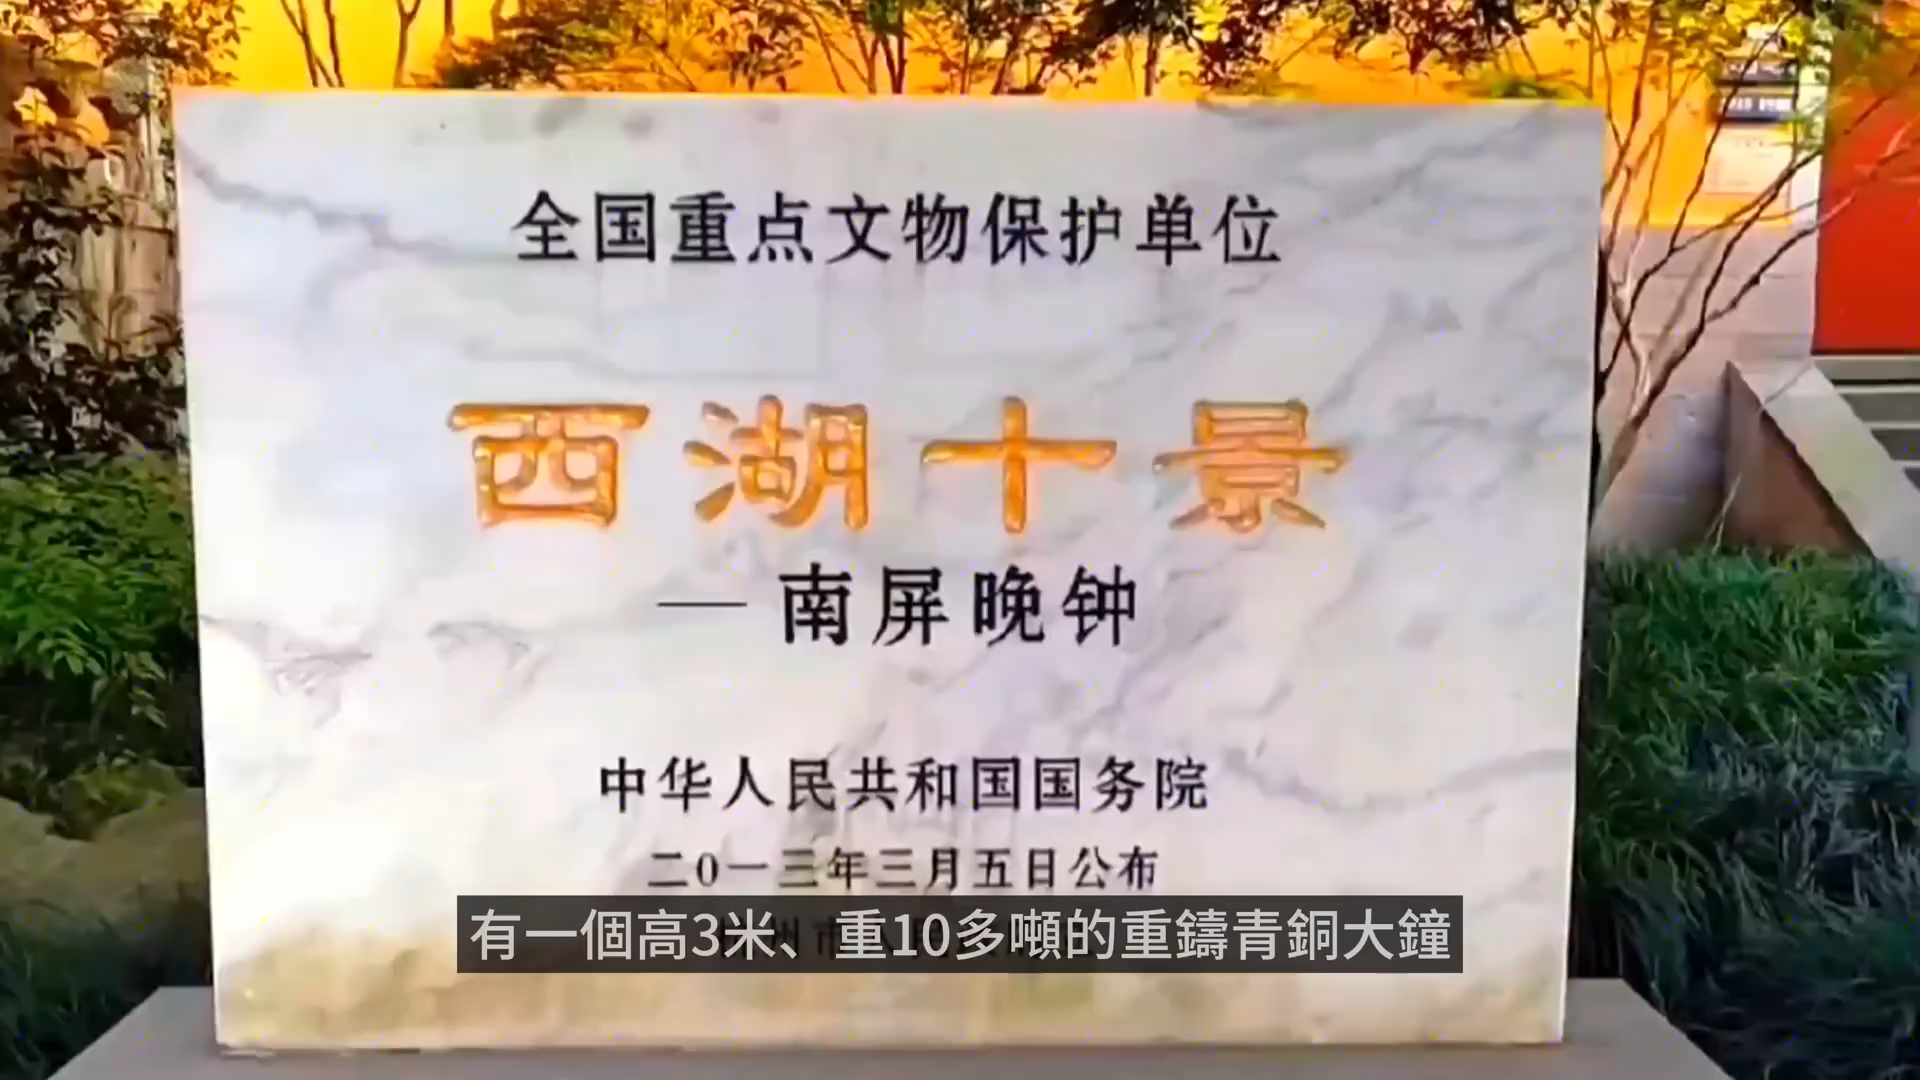 全国重点文物保护单位
西湖十景
—南屏晚钟
中华人民共和国国务院
二0一三年三月五日公布
有一個高3米、重10多噸的重鑄青銅大鐘